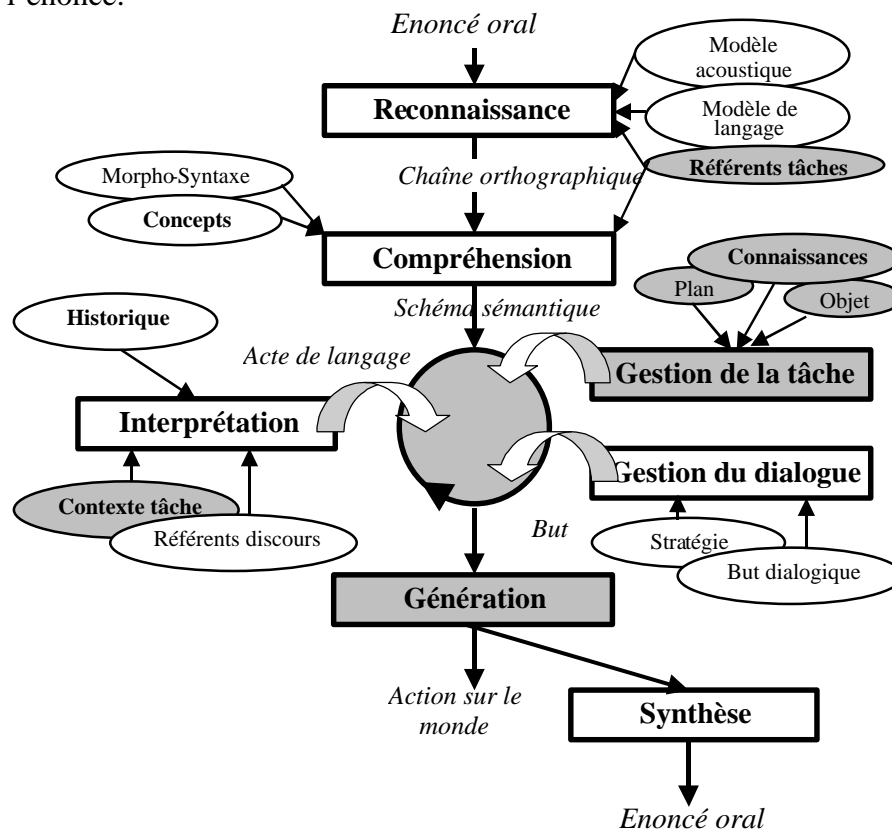 l'énoncé.
Enoncé oral
Modèle
acoustique
Reconnaissance
Modèle de
langage
Référents tâches
Morpho-Syntaxe
Chaîne orthographique
Concepts
Compréhension
Connaissances
Plan
Objet
Schéma sémantique
Historique
Acte de langage
Gestion de la tâche
Interprétation
Gestion du dialogue
Contexte tâche
Référents discours
But
Stratégie
But dialogique
Génération
Action sur le
monde
Synthèse
Enoncé oral